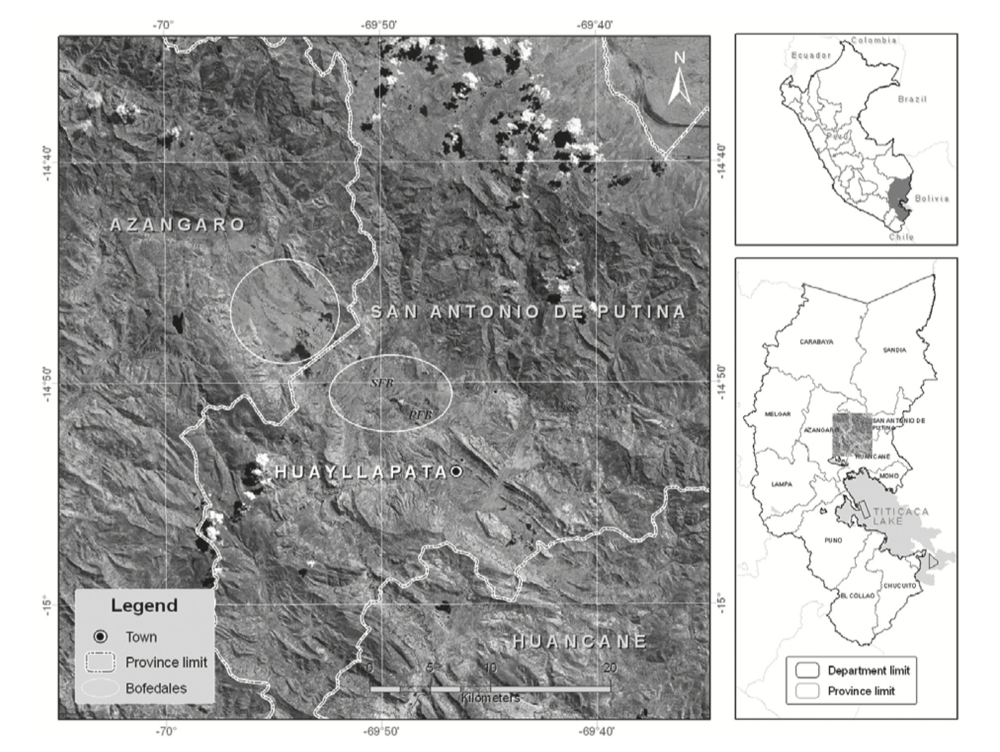 -70°
-69°50'
-69°40'
-14°40'
-14°50'
-15°
N
AZANGARO
SAN ANTONIO DE PUTINA
SFB
PFB
HUAYLLAPATA
HUANCANE
0 5 10 20
Kilometers
Legend
Town
Province limit
Bofedales
-14°40'
-14°50'
-15°
-70°
-69°50'
-69°40'
Colombia
Ecuador
Brazil
Perú
Bolivia
Chile
CARABAYA
SANDIA
MELGAR
AZANGARO
SAN ANTONIO DE
PUTINA
HUANCANE
MOHO
LAMPA
TITICACA
LAKE
PUNO
CHUCUITO
EL COLLAO
Department limit
Province limit